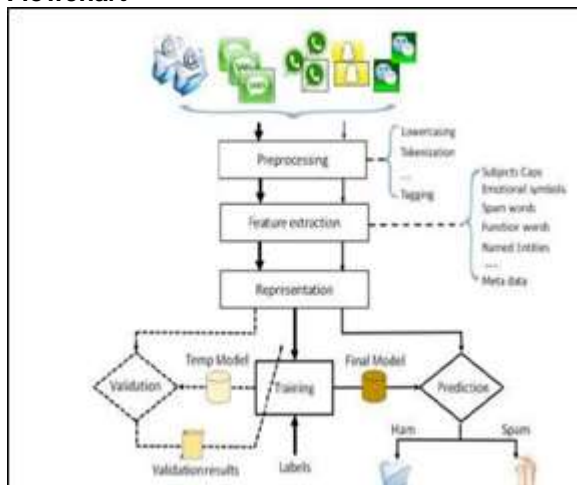 Flowchart
Lowercasing
Tokenization
....
Tagging
Preprocessing
Subjects Caps
Emotional symbols
Spam words
Function words
Named Entities
.....
Meta data
Feature extraction
Representation
Validation
Temp Model
Training
Final Model
Prediction
Validation results
Labels
Ham
Spam